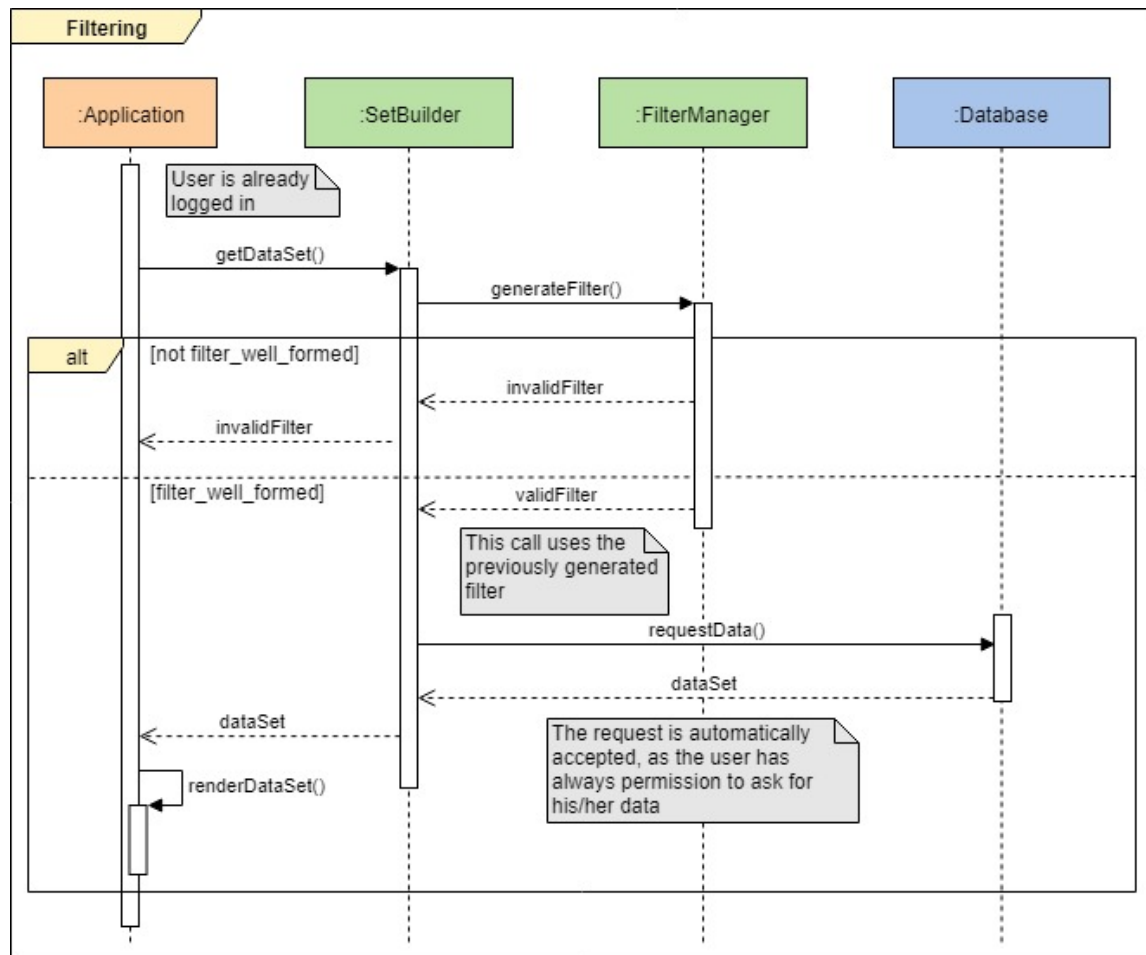 Filtering
:Application
:SetBuilder
:FilterManager
:Database
User is already
logged in
getDataSet()
generateFilter()
alt
[not filter_well_formed]
invalidFilter
invalidFilter
[filter_well_formed]
validFilter
This call uses the
previously generated
filter
requestData()
dataSet
dataSet
The request is automatically
accepted, as the user has
always permission to ask for
his/her data
renderDataSet()